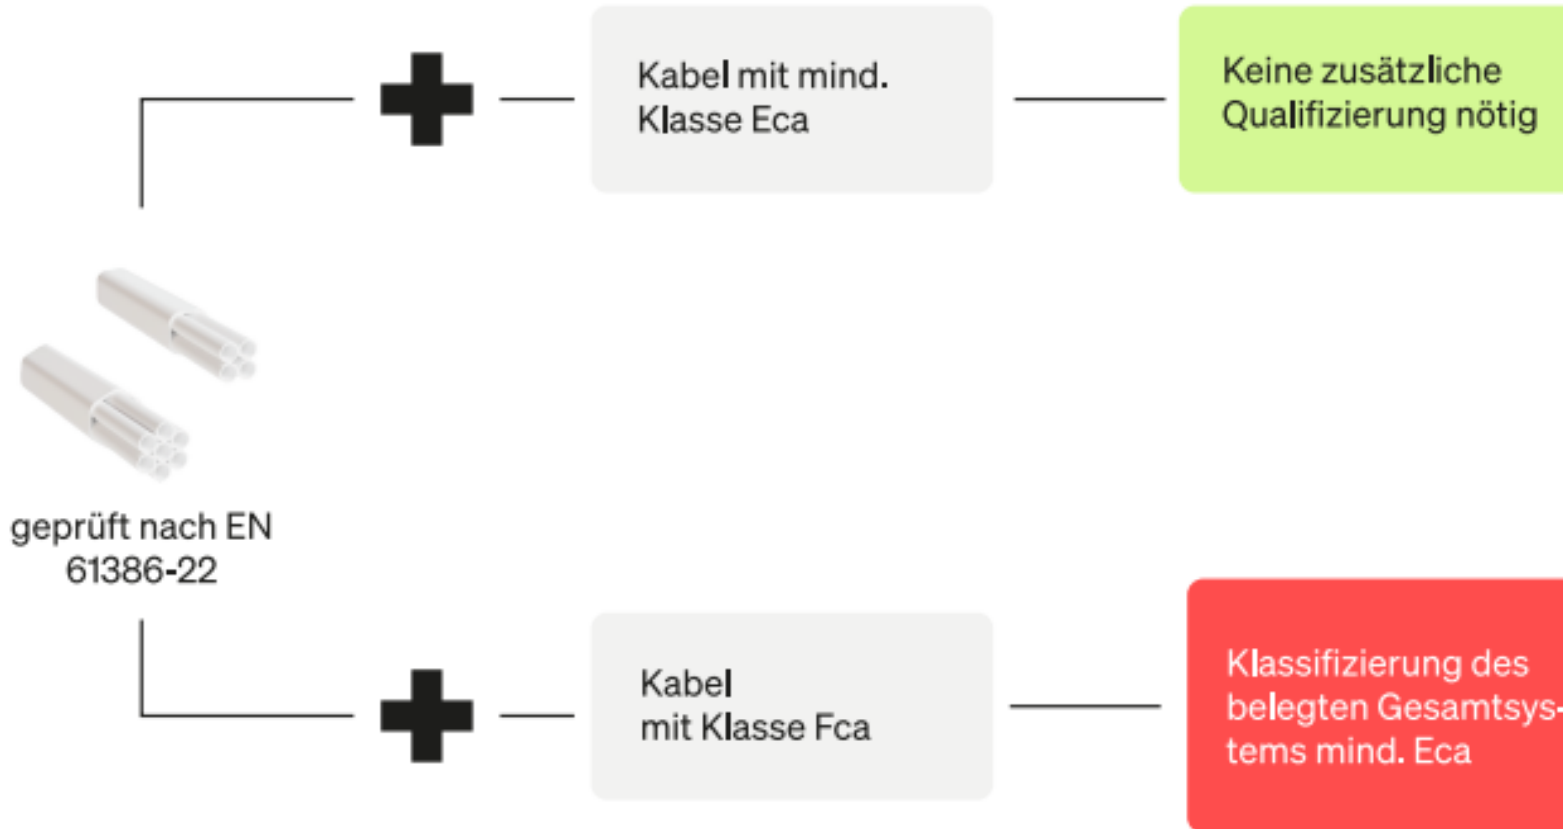 Kabel mit mind.
Klasse Eca
Keine zusätzliche
Qualifizierung nötig
geprüft nach EN
61386-22
Kabel
mit Klasse Fca
Klassifizierung des
belegten Gesamtsys-
tems mind. Eca